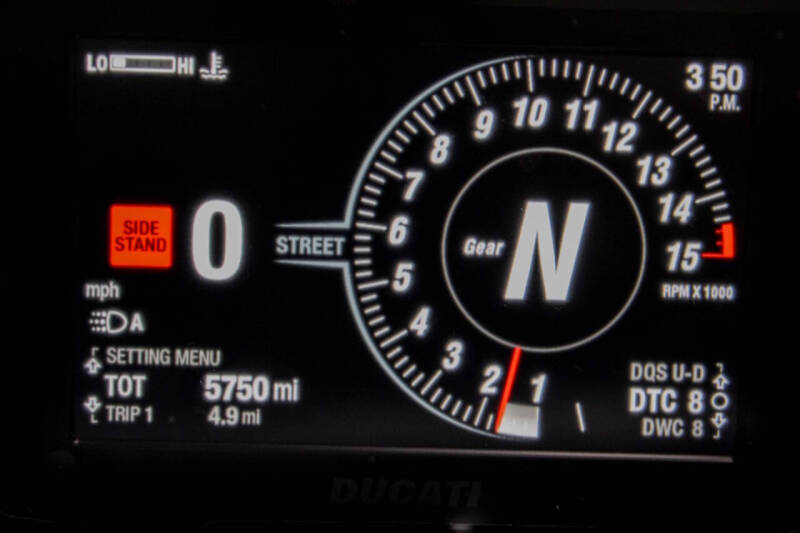 LO HI
3 50
P.M.
10
11
9
12
8
13
7
14
6
15
5
4
3
2
1
RPM X 1000
SIDE
STAND
0
mph
STREET
Gear
N
A
SETTING MENU
TOT 5750 mi
TRIP 1 4.9 mi
DQS U-D
DTC 8
DWC 8
DUCATI